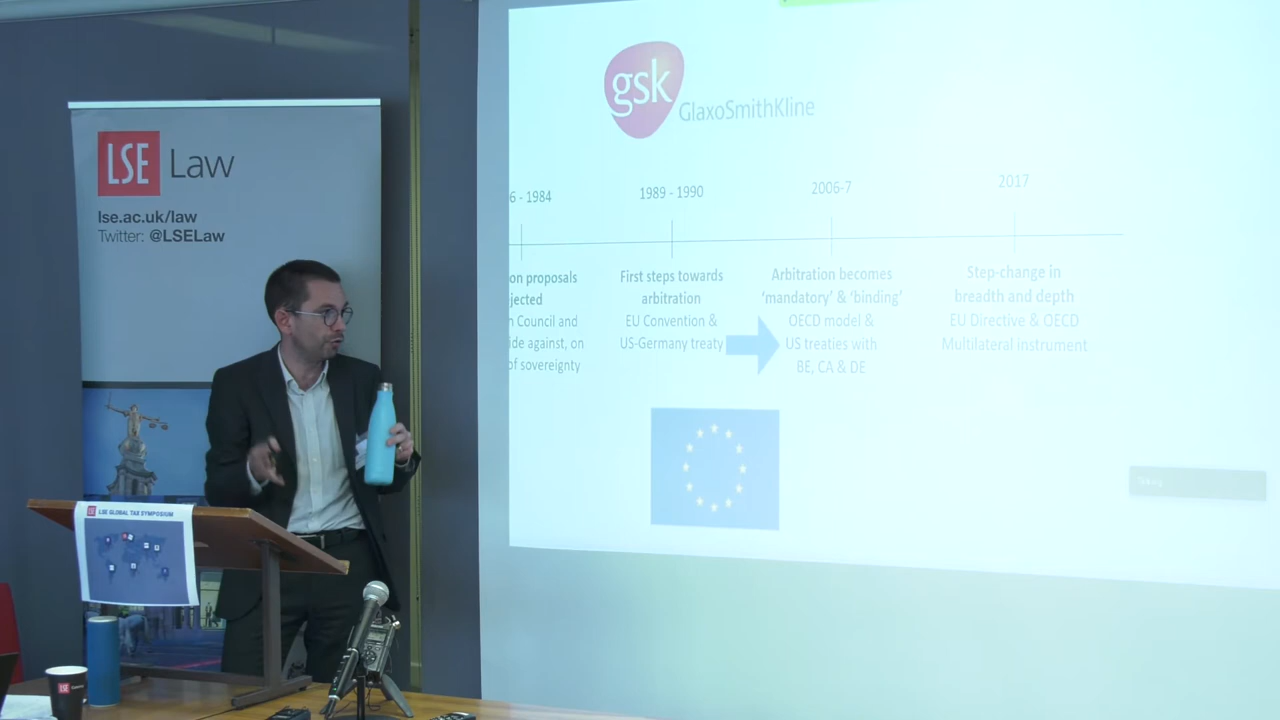 LSE Law
lse.ac.uk/law
Twitter: @LSELaw
LSE GLOBAL TAX SYMPOSIUM
LSE
gsk
GlaxoSmithKline
6 - 1984
on proposals
jected
n Council and
ide against, on
of sovereignty
1989 - 1990
First steps towards
arbitration
EU Convention &
US-Germany treaty
2006-7
Arbitration becomes
‘mandatory’ & ‘binding’
OECD model &
US treaties with
BE, CA & DE
2017
Step-change in
breadth and depth
EU Directive & OECD
Multilateral instrument